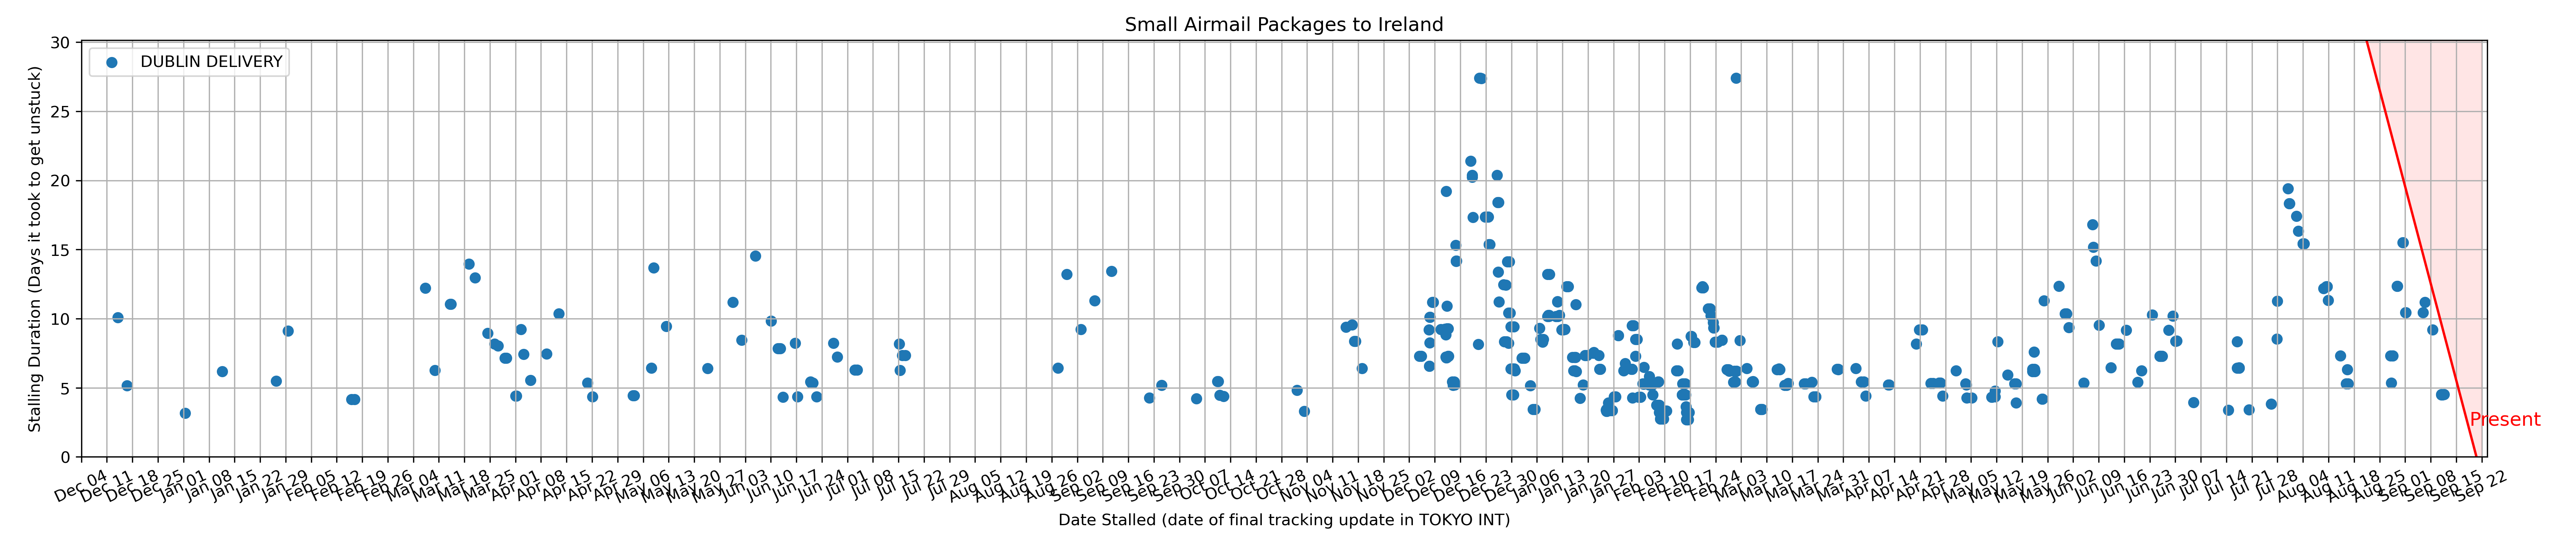 Small Airmail Packages to Ireland
DUBLIN DELIVERY
30
25
20
15
10
5
0
Stalling Duration (Days it took to get unstuck)
Present
Dec 04
Dec 11
Dec 18
Dec 25
Jan 01
Jan 08
Jan 15
Jan 22
Jan 29
Feb 05
Feb 12
Feb 19
Feb 26
Mar 04
Mar 11
Mar 18
Mar 25
Apr 01
Apr 08
Apr 15
Apr 22
Apr 29
May 06
May 13
May 20
May 27
Jun 03
Jun 10
Jun 17
Jun 24
Jul 01
Jul 08
Jul 15
Jul 22
Jul 29
Aug 05
Aug 12
Aug 19
Aug 26
Sep 02
Sep 09
Sep 16
Sep 23
Sep 30
Oct 07
Oct 14
Oct 21
Oct 28
Nov 04
Nov 11
Nov 18
Nov 25
Dec 02
Dec 09
Dec 16
Dec 23
Dec 30
Jan 06
Jan 13
Jan 20
Jan 27
Feb 03
Feb 10
Feb 17
Feb 24
Mar 03
Mar 10
Mar 17
Mar 24
Mar 31
Apr 07
Apr 14
Apr 21
Apr 28
May 05
May 12
May 19
May 26
Jun 02
Jun 09
Jun 16
Jun 23
Jun 30
Jul 07
Jul 14
Jul 21
Jul 28
Aug 04
Aug 11
Aug 18
Aug 25
Sep 01
Sep 08
Sep 15
Sep 22
Date Stalled (date of final tracking update in TOKYO INT)